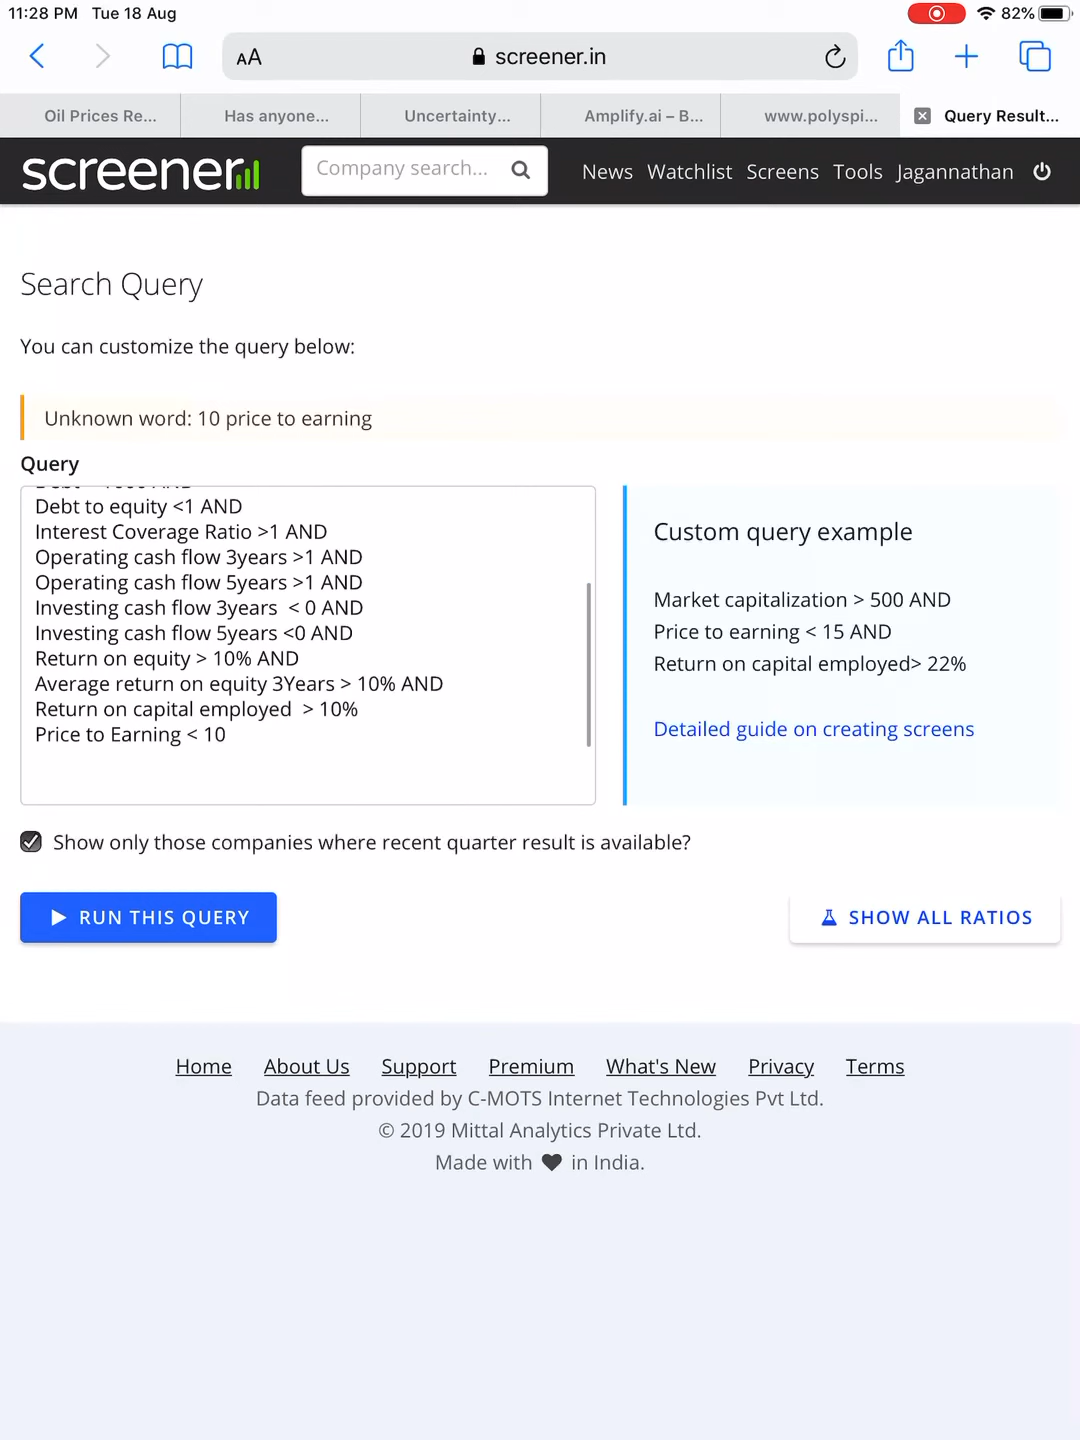 11:28 PM Tue 18 Aug
82%
AA
screener.in
Oil Prices Re...
Has anyone...
Uncertainty...
Amplify.ai – B...
www.polyspi...
Query Result...
screener
Company search...
News Watchlist Screens Tools Jagannathan
Search Query
You can customize the query below:
Unknown word: 10 price to earning
Query
Debt to equity <1 AND
Interest Coverage Ratio >1 AND
Operating cash flow 3years >1 AND
Operating cash flow 5years >1 AND
Investing cash flow 3years  < 0 AND
Investing cash flow 5years <0 AND
Return on equity > 10% AND
Average return on equity 3Years > 10% AND
Return on capital employed  > 10%
Price to Earning < 10
Custom query example
Market capitalization > 500 AND
Price to earning < 15 AND
Return on capital employed> 22%
Detailed guide on creating screens
Show only those companies where recent quarter result is available?
RUN THIS QUERY
SHOW ALL RATIOS
Home About Us Support Premium What's New Privacy Terms
Data feed provided by C-MOTS Internet Technologies Pvt Ltd.
© 2019 Mittal Analytics Private Ltd.
Made with ♥ in India.